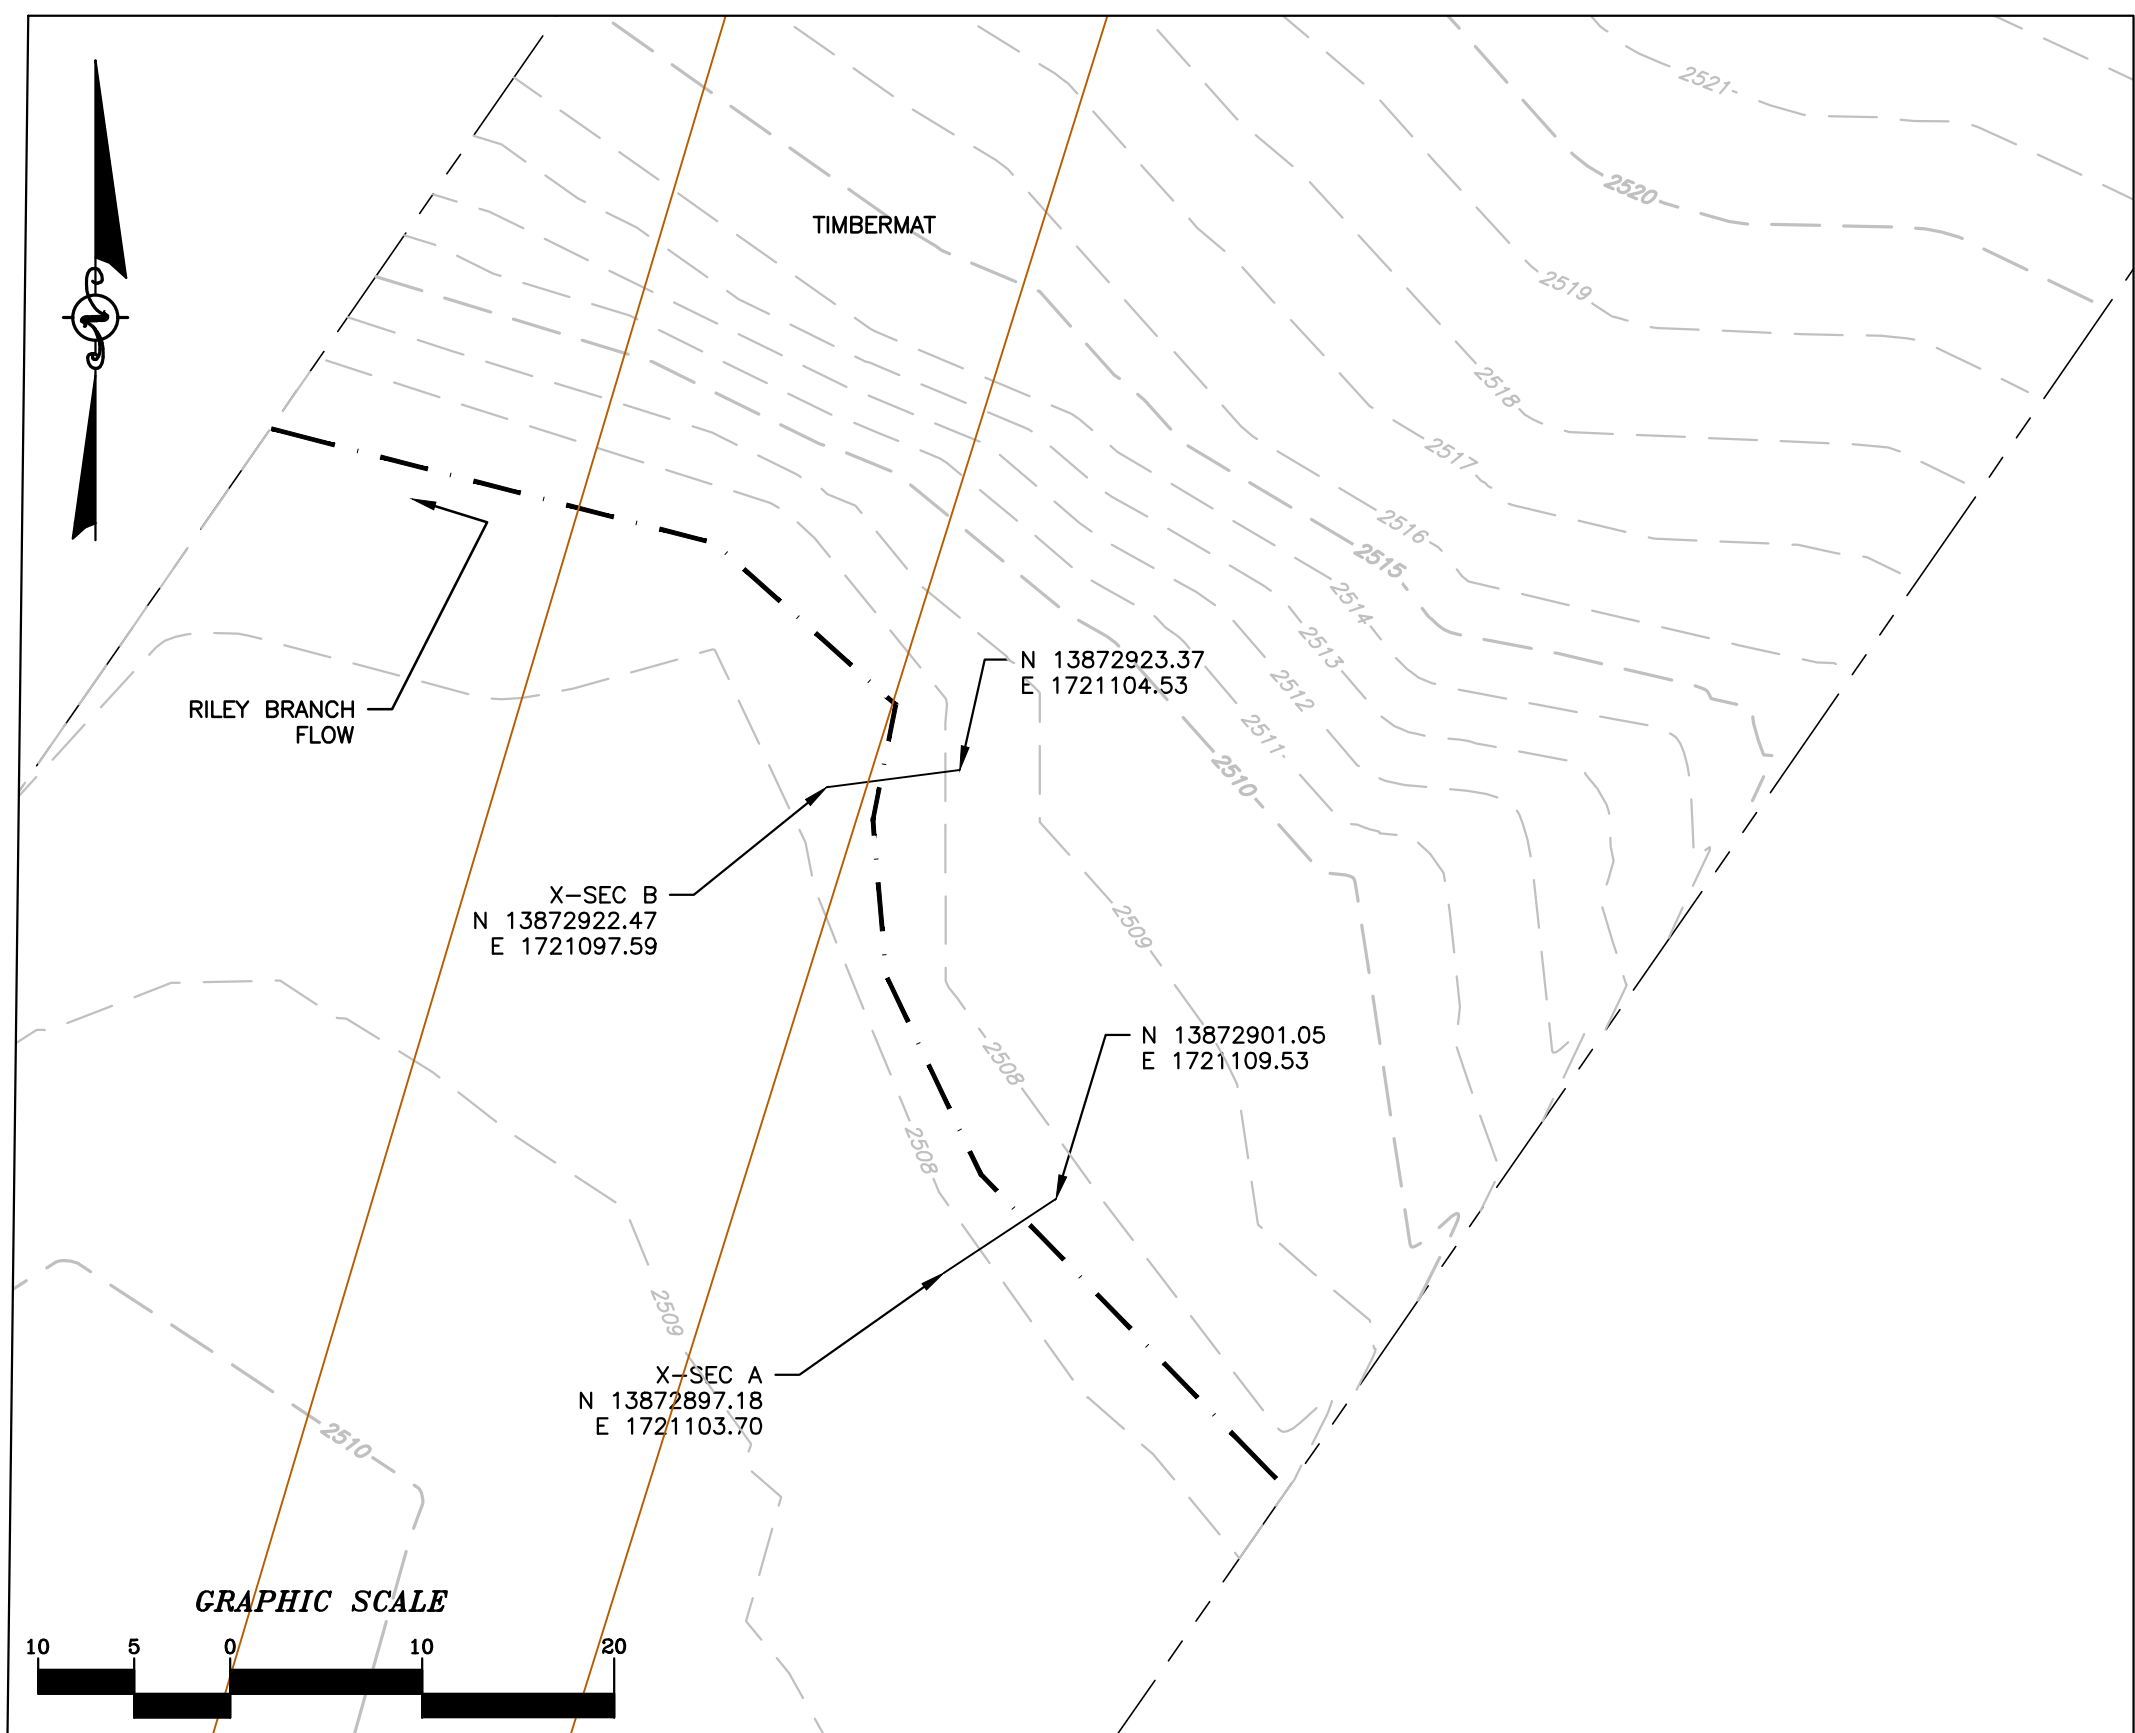 2521
2520
TIMBERMAT
2519
2518
2517
2516
2515
2514
2513
N 13872923.37
E 1721104.53
2512
RILEY BRANCH
FLOW
2511
2510
X-SEC B
N 13872922.47
E 1721097.59
2509
N 13872901.05
E 1721109.53
2508
2508
2509
X-SEC A
N 13872897.18
E 1721103.70
2510
GRAPHIC SCALE
10 5 0 10 20
N